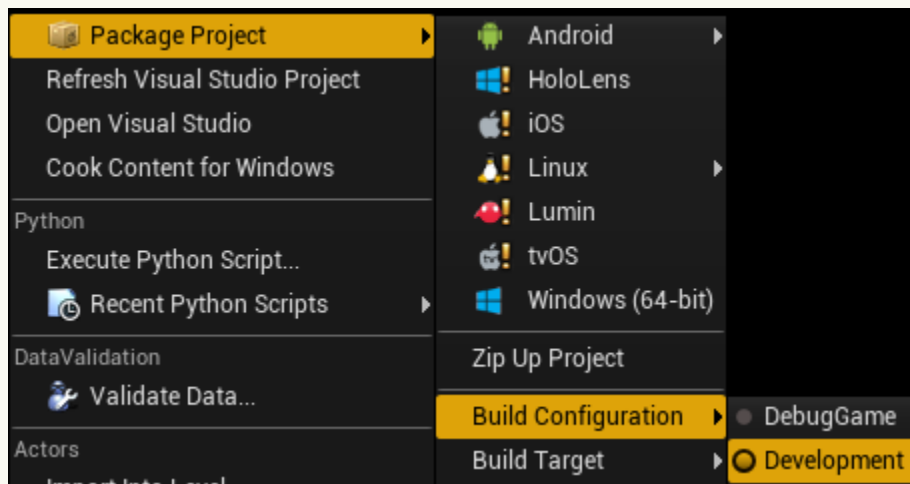 Package Project
Refresh Visual Studio Project
Open Visual Studio
Cook Content for Windows
Python
Execute Python Script...
Recent Python Scripts
DataValidation
Validate Data...
Actors
Android
HoloLens
iOS
Linux
Lumin
tvOS
Windows (64-bit)
Zip Up Project
Build Configuration
Build Target
DebugGame
Development